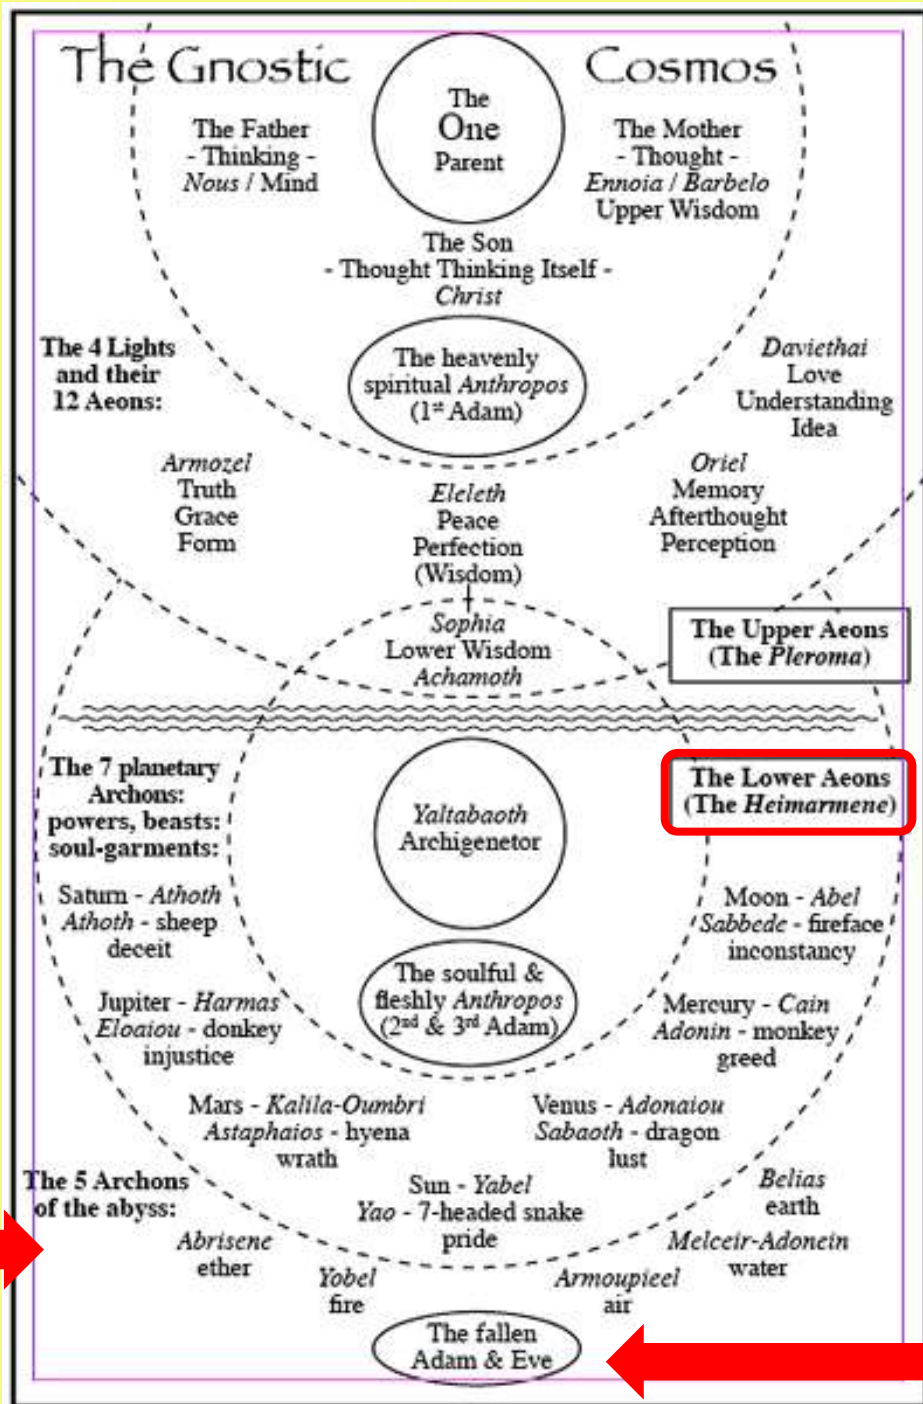 The Gnostic Cosmos
The
One
Parent
The Father
- Thinking -
Nous / Mind
The Mother
- Thought -
Ennoia / Barbelo
Upper Wisdom
The Son
- Thought Thinking Itself -
Christ
The 4 Lights
and their
12 Aeons:
The heavenly
spiritual Anthropos
(1st Adam)
Daviethai
Love
Understanding
Idea
Armozel
Truth
Grace
Form
Eleleth
Peace
Perfection
(Wisdom)
Oriel
Memory
Afterthought
Perception
Sophia
Lower Wisdom
Achamoth
The Upper Aeons
(The Pleroma)
The 7 planetary
Archons:
powers, beasts:
soul-garments:
Yaltabaoth
Archigenetor
The Lower Aeons
(The Heimarmene)
Saturn - Athoth
Athoth - sheep
deceit
Moon - Abel
Sabbede - fireface
inconstancy
The soulful &
fleshly Anthropos
(2nd & 3rd Adam)
Jupiter - Harmas
Eloaiou - donkey
injustice
Mercury - Cain
Adonin - monkey
greed
Mars - Kalila-Oumbri
Astaphaios - hyena
wrath
Venus - Adonaiou
Sabaoth - dragon
lust
The 5 Archons
of the abyss:
Sun - Yabel
Yao - 7-headed snake
pride
Belias
earth
Abrisene
ether
Melceir-Adonein
water
Yobel
fire
Armoupieel
air
The fallen
Adam & Eve